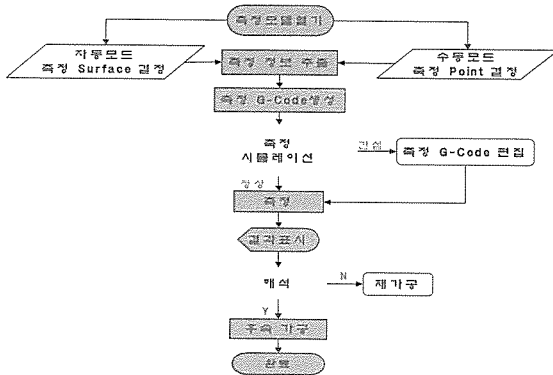 측정모델열기
자동모드
측정 Surface 결정
측정 정보 추출
수동모드
측정 Point 결정
측정 G-Code생성
측정
시뮬레이션
간섭
측정 G-Code 편집
정상
측정
결과표시
해석
N
재가공
Y
후속 가공
완료